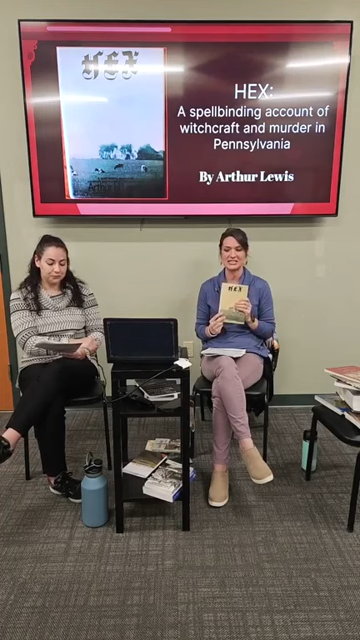 HEX
HEX:
A spellbinding account of
witchcraft and murder in
Pennsylvania
By Arthur Lewis
HEX